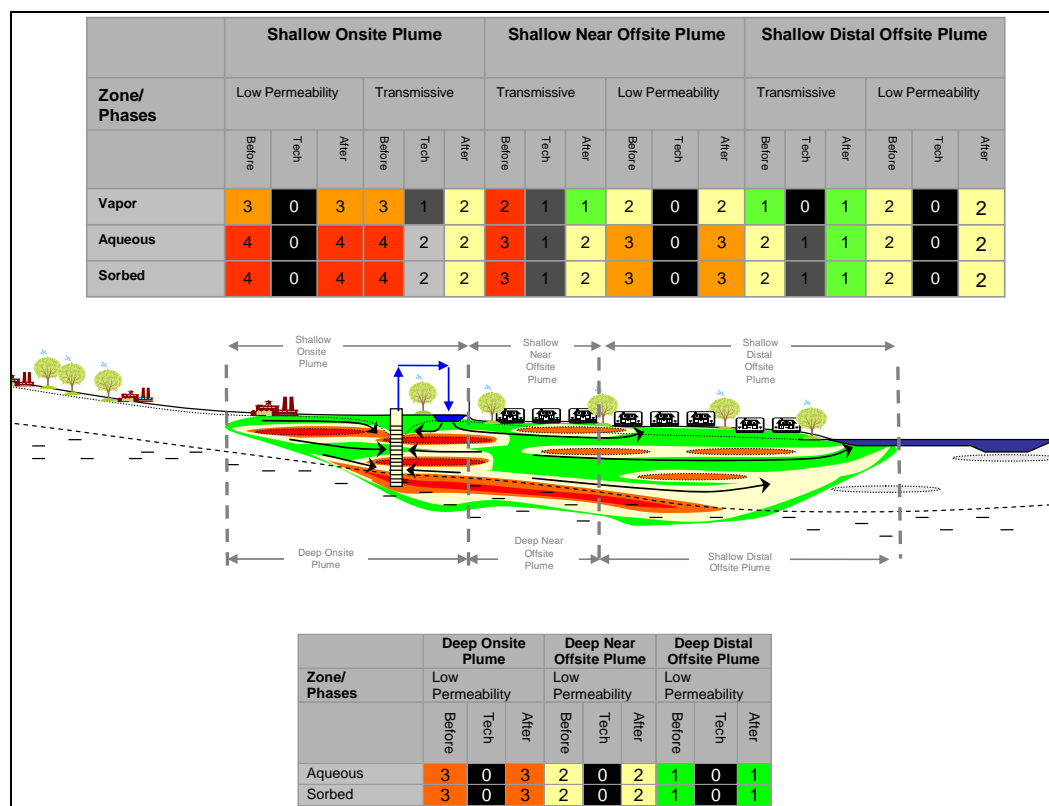 Shallow Onsite Plume Shallow Near Offsite Plume Shallow Distal Offsite Plume
Zone/ Phases Low Permeability Transmissive Transmissive Low Permeability Transmissive Low Permeability
Before Tech After Before Tech After Before Tech After Before Tech After Before Tech After Before Tech After
Vapor 3 0 3 3 1 2 2 1 1 2 0 2 1 0 1 2 0 2
Aqueous 4 0 4 4 2 2 3 1 2 3 0 3 2 1 1 2 0 2
Sorbed 4 0 4 4 2 2 3 1 2 3 0 3 2 1 1 2 0 2
Shallow Onsite Plume
Shallow Near Offsite Plume
Shallow Distal Offsite Plume
Deep Onsite Plume
Deep Near Offsite Plume
Shallow Distal Offsite Plume
Deep Onsite Plume Deep Near Offsite Plume Deep Distal Offsite Plume
Zone/ Phases Low Permeability Low Permeability Low Permeability
Before Tech After Before Tech After Before Tech After
Aqueous 3 0 3 2 0 2 1 0 1
Sorbed 3 0 3 2 0 2 1 0 1